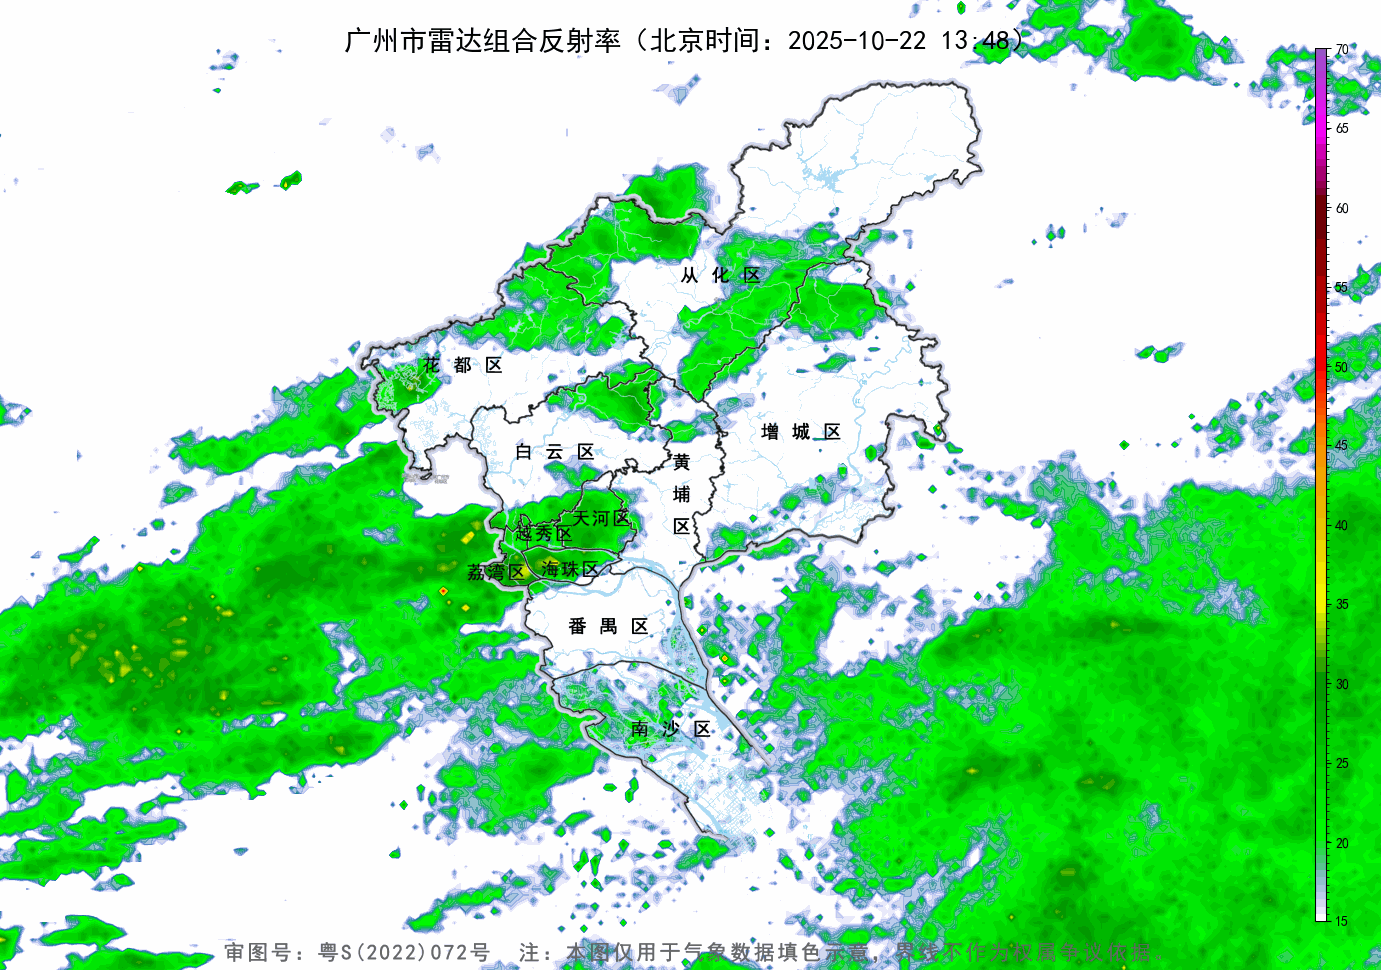 广州市雷达组合反射率（北京时间：2025-10-22 13:48）
70
65
60
55
50
45
40
35
30
25
20
15
从化区
花都区
增城区
白云区
黄埔区
天河区
越秀区
荔湾区
海珠区
番禺区
南沙区
审图号：粤S(2022)072号 注：本图仅用于气象数据填色示意，界线不作为权属争议依据。